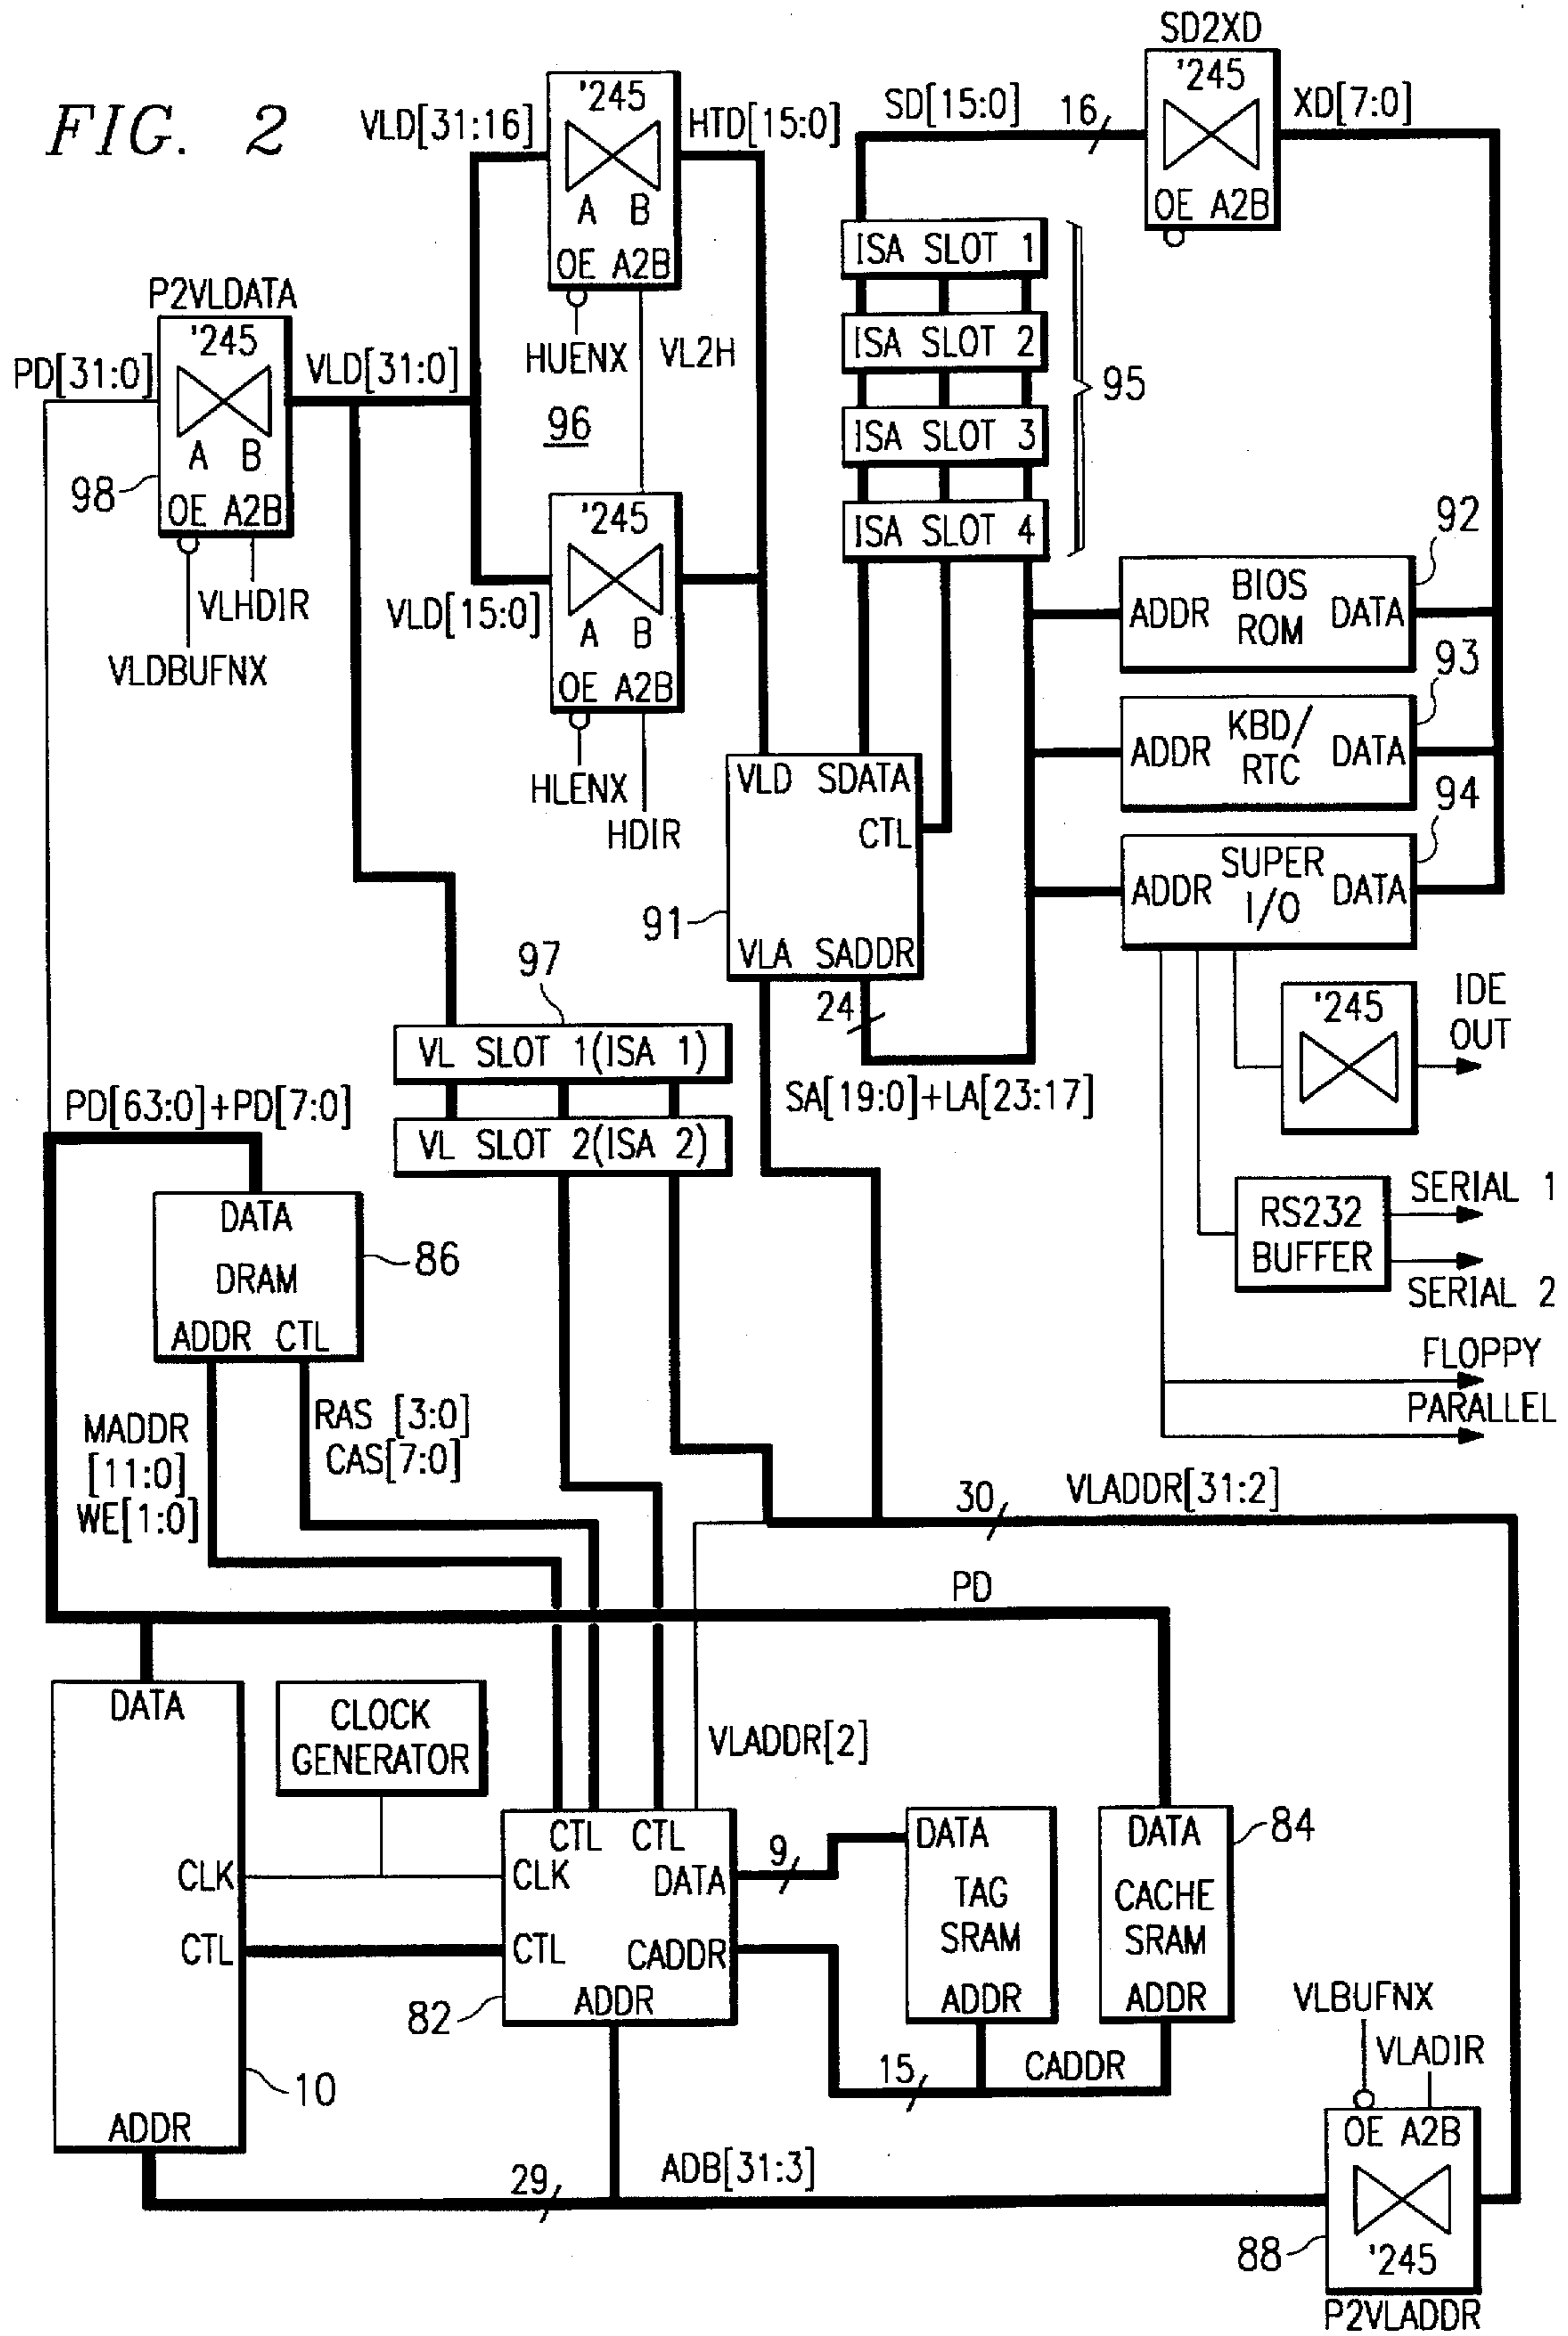 FIG. 2
SD2XD
'245
OE A2B
SD[15:0]
16
XD[7:0]
VLD[31:16]
'245
A B
OE A2B
HTD[15:0]
HUENX
VL2H
96
P2VLDATA
'245
A B
OE A2B
PD[31:0]
VLD[31:0]
98
VLHDIR
VLDBUFNX
VLD[15:0]
'245
A B
OE A2B
HLENX
HDIR
ISA SLOT 1
ISA SLOT 2
ISA SLOT 3
ISA SLOT 4
95
92
ADDR BIOS ROM DATA
93
ADDR KBD/ RTC DATA
94
ADDR SUPER I/O DATA
VLD SDATA
CTL
91
VLA SADDR
24
SA[19:0]+LA[23:17]
97
VL SLOT 1(ISA 1)
VL SLOT 2(ISA 2)
'245
IDE
OUT
RS232
BUFFER
SERIAL 1
SERIAL 2
FLOPPY
PARALLEL
PD[63:0]+PD[7:0]
DATA
DRAM
ADDR CTL
86
MADDR
[11:0]
WE[1:0]
RAS [3:0]
CAS[7:0]
30
VLADDR[31:2]
PD
DATA
CLK
CTL
ADDR
10
CLOCK
GENERATOR
VLADDR[2]
CTL CTL
CLK
DATA
CTL
CADDR
ADDR
82
9
DATA
TAG
SRAM
ADDR
DATA
CACHE
SRAM
ADDR
84
15
CADDR
29
ADB[31:3]
VLBUFNX
VLADIR
OE A2B
'245
88
P2VLADDR